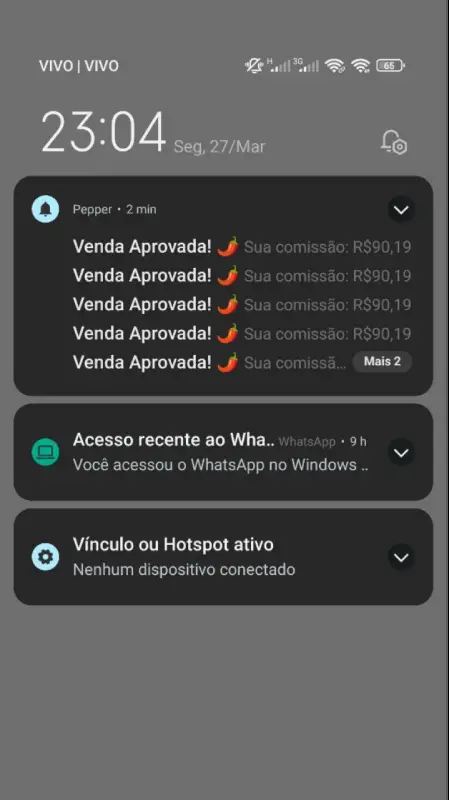 VIVO | VIVO
H 3G 65
23:04 Seg, 27/Mar
Pepper • 2 min
Venda Aprovada! 🌶️ Sua comissão: R$90,19
Venda Aprovada! 🌶️ Sua comissão: R$90,19
Venda Aprovada! 🌶️ Sua comissão: R$90,19
Venda Aprovada! 🌶️ Sua comissão: R$90,19
Venda Aprovada! 🌶️ Sua comissã... Mais 2
Acesso recente ao Wha.. WhatsApp • 9 h
Você acessou o WhatsApp no Windows ..
Vínculo ou Hotspot ativo
Nenhum dispositivo conectado